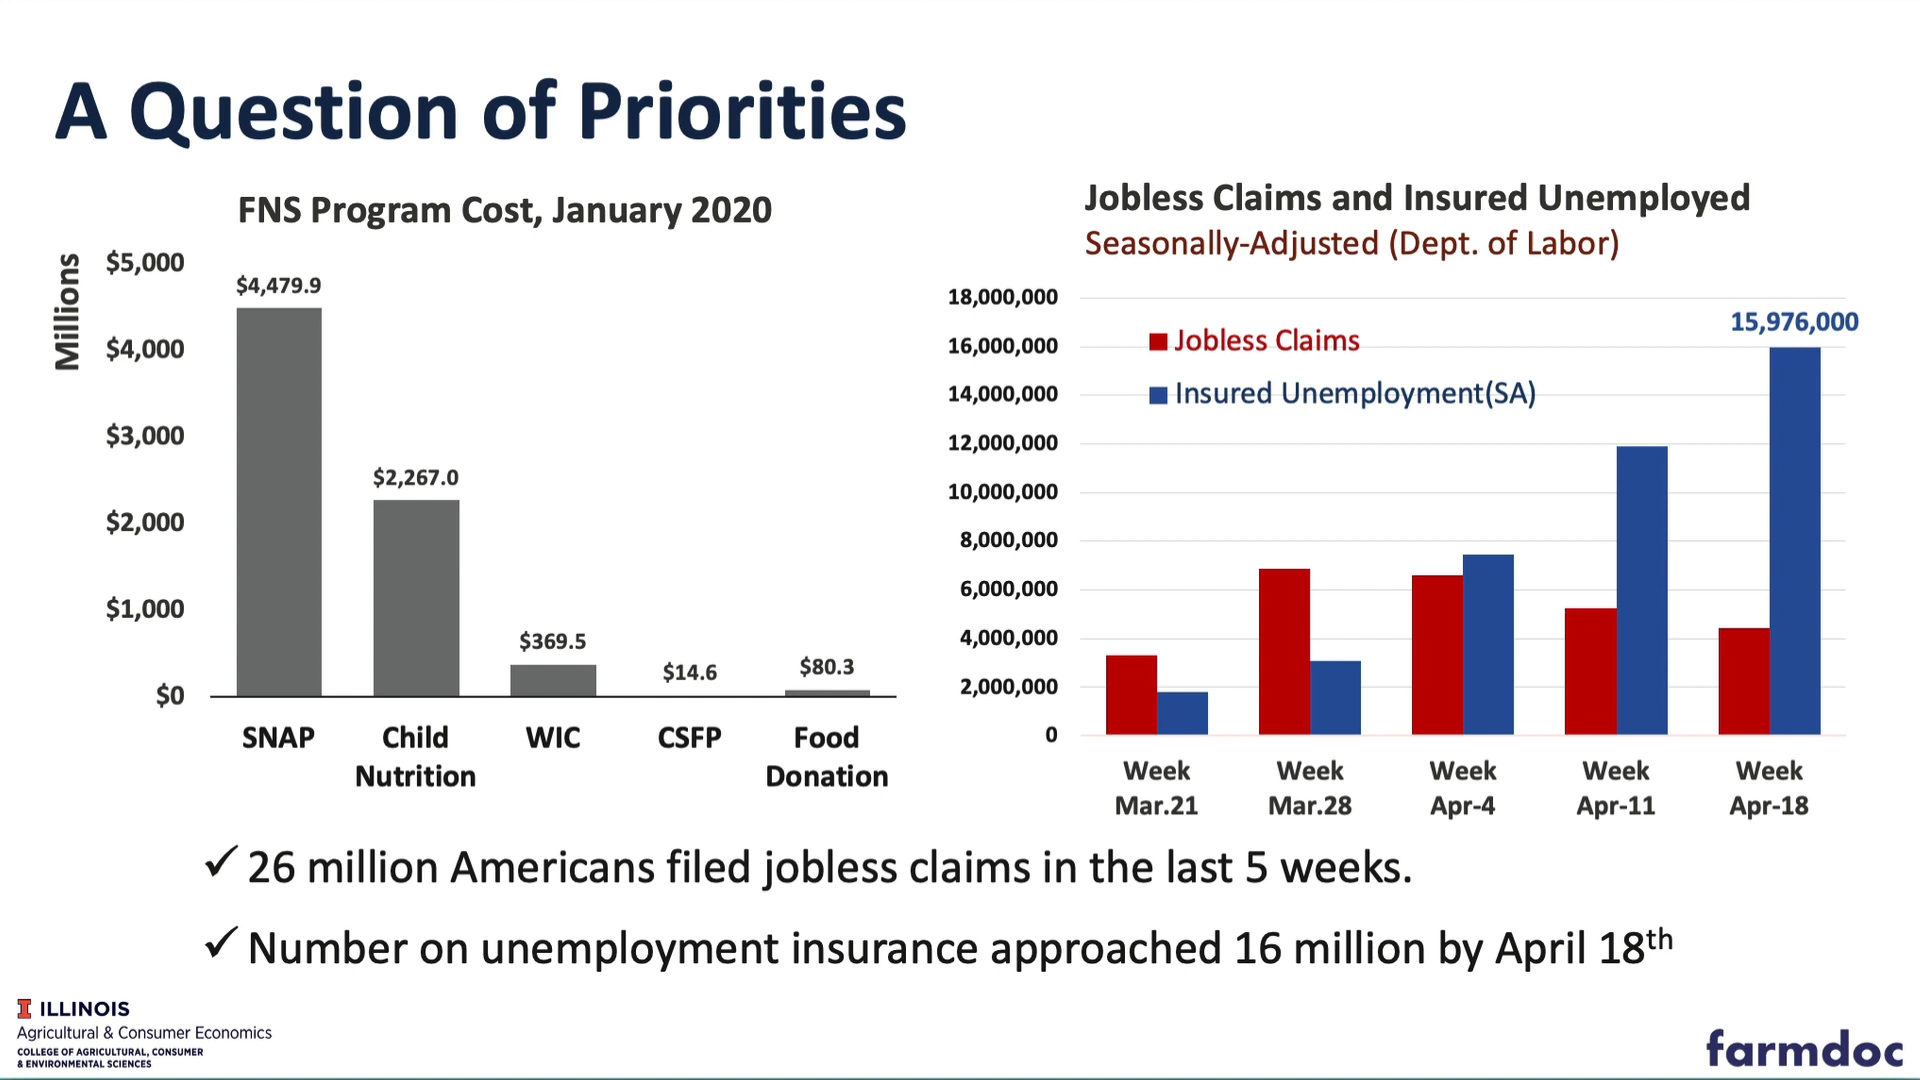 A Question of Priorities
FNS Program Cost, January 2020
Millions
$5,000
$4,000
$3,000
$2,000
$1,000
$0
$4,479.9
$2,267.0
$369.5
$14.6
$80.3
SNAP
Child
Nutrition
WIC
CSFP
Food
Donation
Jobless Claims and Insured Unemployed
Seasonally-Adjusted (Dept. of Labor)
18,000,000
16,000,000
14,000,000
12,000,000
10,000,000
8,000,000
6,000,000
4,000,000
2,000,000
0
Jobless Claims
Insured Unemployment(SA)
15,976,000
Week
Mar.21
Week
Mar.28
Week
Apr-4
Week
Apr-11
Week
Apr-18
✓ 26 million Americans filed jobless claims in the last 5 weeks.
✓ Number on unemployment insurance approached 16 million by April 18th
I ILLINOIS
Agricultural & Consumer Economics
COLLEGE OF AGRICULTURAL, CONSUMER
& ENVIRONMENTAL SCIENCES
farmdoc